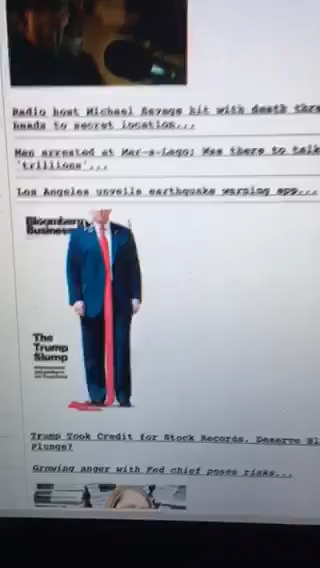 Radio host Michael Savage hit with death thre
heads to secret location...
Man arrested at Mar-a-Lago; Was there to talk
'trillions'...
Los Angeles unveils earthquake warning app...
Bloomberg
Business
The
Trump
Slump
Trump Took Credit for Stock Records. Deserve Bl
Plunge?
Growing anger with Fed chief poses risks...